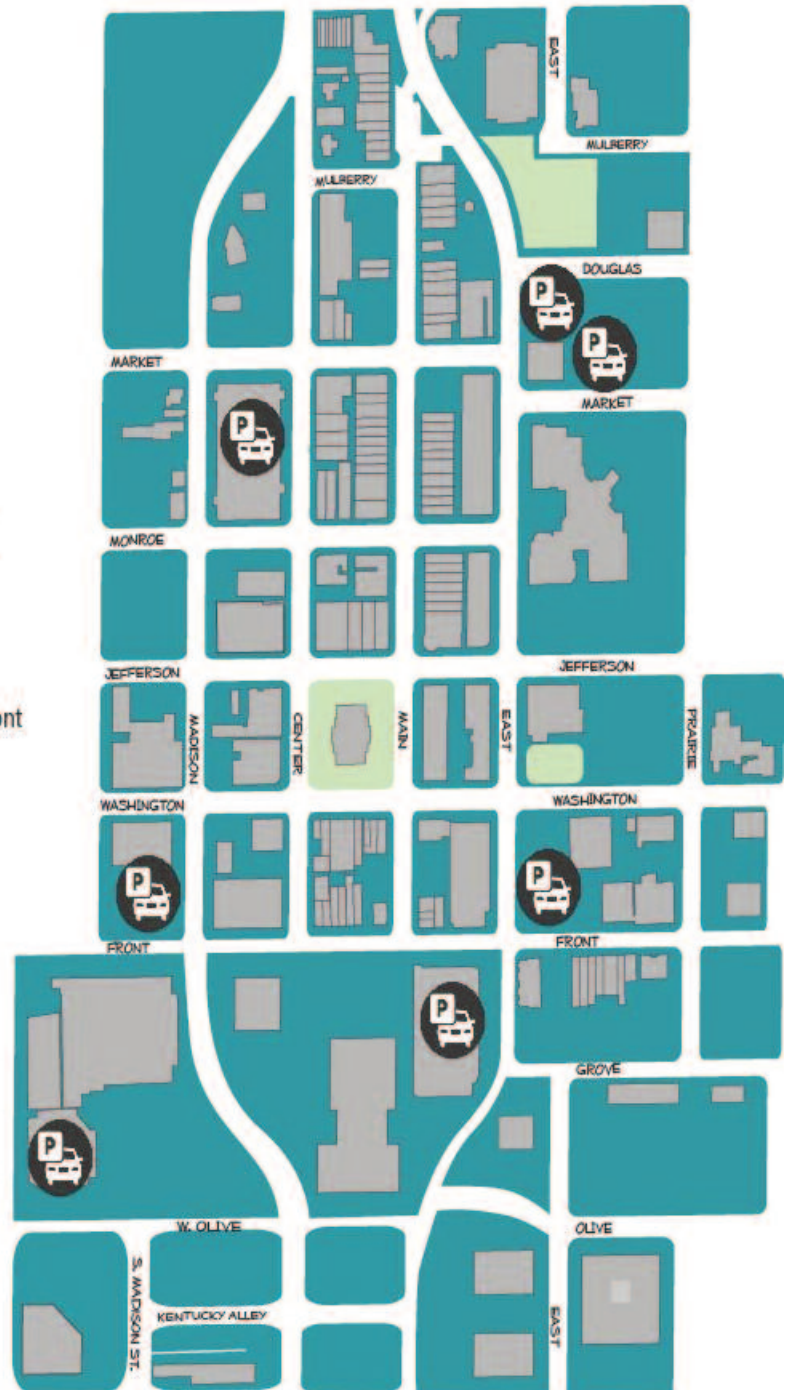 EAST
MULBERRY
MULBERRY
DOUGLAS
P
P
MARKET
MARKET
P
MONROE
JEFFERSON
JEFFERSON
MADISON
CENTER
MAIN
EAST
PRAIRIE
WASHINGTON
WASHINGTON
P
P
FRONT
FRONT
P
GROVE
P
W. OLIVE
OLIVE
S. MADISON ST.
KENTUCKY ALLEY
EAST